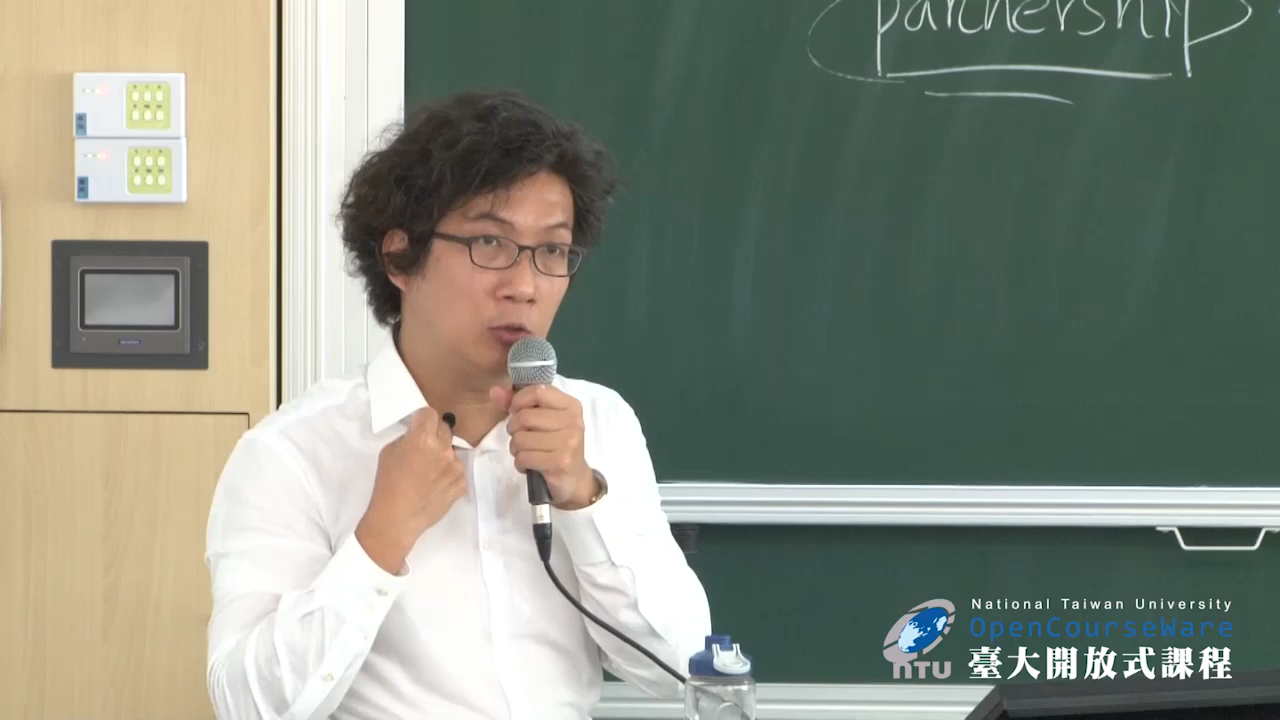 partnership
National Taiwan University
OpenCourseWare
NTU
臺大開放式課程